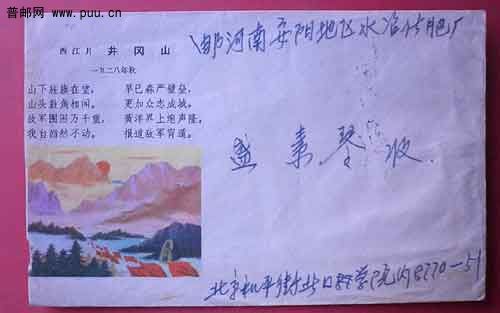 普邮网 www.puu.cn
西江月 井冈山
一九二八年秋
山下旌旗在望,
山头鼓角相闻。
敌军围困万千重,
我自岿然不动。
早已森严壁垒,
更加众志成城。
黄洋界上炮声隆,
报道敌军宵遁。
邮河南安阳地区水冶化肥厂
盛素琴 收
北京和平街北口学院内8770-51